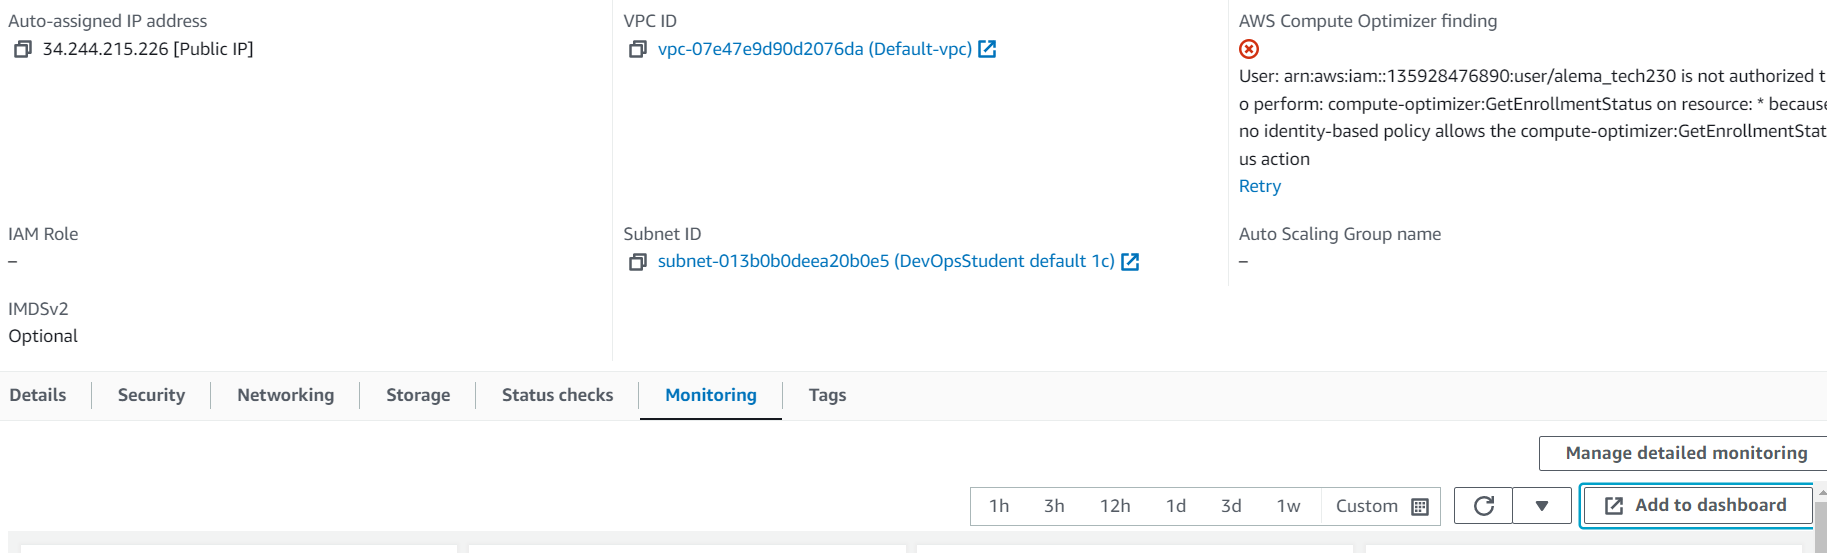 Auto-assigned IP address
34.244.215.226 [Public IP]
VPC ID
vpc-07e47e9d90d2076da (Default-vpc)
AWS Compute Optimizer finding
User: arn:aws:iam::135928476890:user/alema_tech230 is not authorized t
o perform: compute-optimizer:GetEnrollmentStatus on resource: * because
no identity-based policy allows the compute-optimizer:GetEnrollmentStat
us action
Retry
IAM Role
–
Subnet ID
subnet-013b0b0deea20b0e5 (DevOpsStudent default 1c)
Auto Scaling Group name
–
IMDSv2
Optional
Details Security Networking Storage Status checks Monitoring Tags
Manage detailed monitoring
1h 3h 12h 1d 3d 1w Custom Add to dashboard